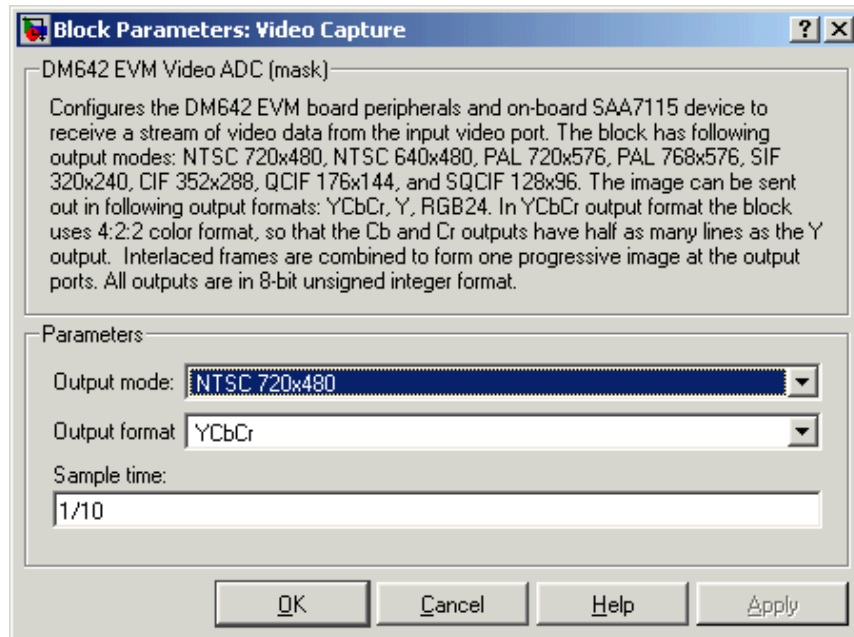 Block Parameters: Video Capture
DM642 EVM Video ADC (mask)
Configures the DM642 EVM board peripherals and on-board SAA7115 device to
receive a stream of video data from the input video port. The block has following
output modes: NTSC 720x480, NTSC 640x480, PAL 720x576, PAL 768x576, SIF
320x240, CIF 352x288, QCIF 176x144, and SQCIF 128x96. The image can be sent
out in following output formats: YCbCr, Y, RGB24. In YCbCr output format the block
uses 4:2:2 color format, so that the Cb and Cr outputs have half as many lines as the Y
output.  Interlaced frames are combined to form one progressive image at the output
ports. All outputs are in 8-bit unsigned integer format.
Parameters
Output mode: NTSC 720x480
Output format YCbCr
Sample time:
1/10
OK Cancel Help Apply